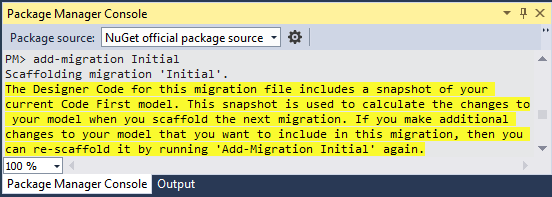 Package Manager Console
Package source: NuGet official package source
PM> add-migration Initial
Scaffolding migration 'Initial'.
The Designer Code for this migration file includes a snapshot of your
current Code First model. This snapshot is used to calculate the changes to
your model when you scaffold the next migration. If you make additional
changes to your model that you want to include in this migration, then you
can re-scaffold it by running 'Add-Migration Initial' again.
100 %
Package Manager Console Output